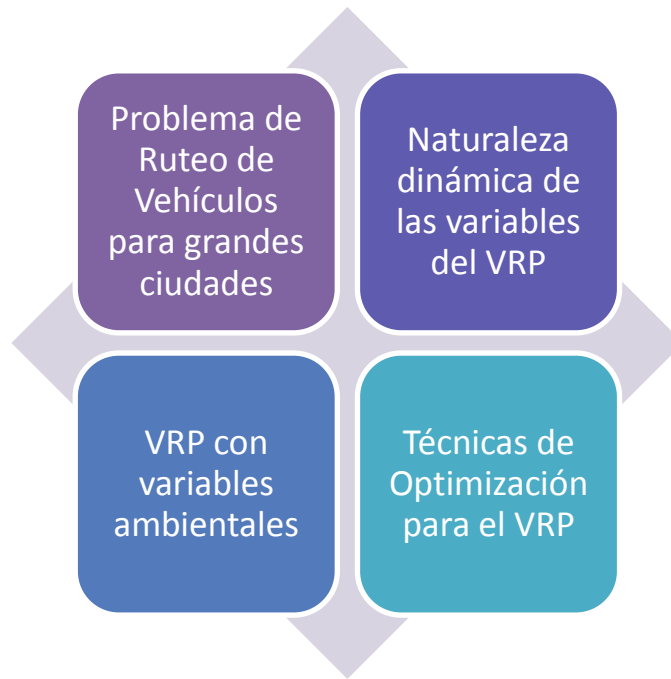 Problema de
Ruteo de
Vehículos
para grandes
ciudades
Naturaleza
dinámica de
las variables
del VRP
VRP con
variables
ambientales
Técnicas de
Optimización
para el VRP